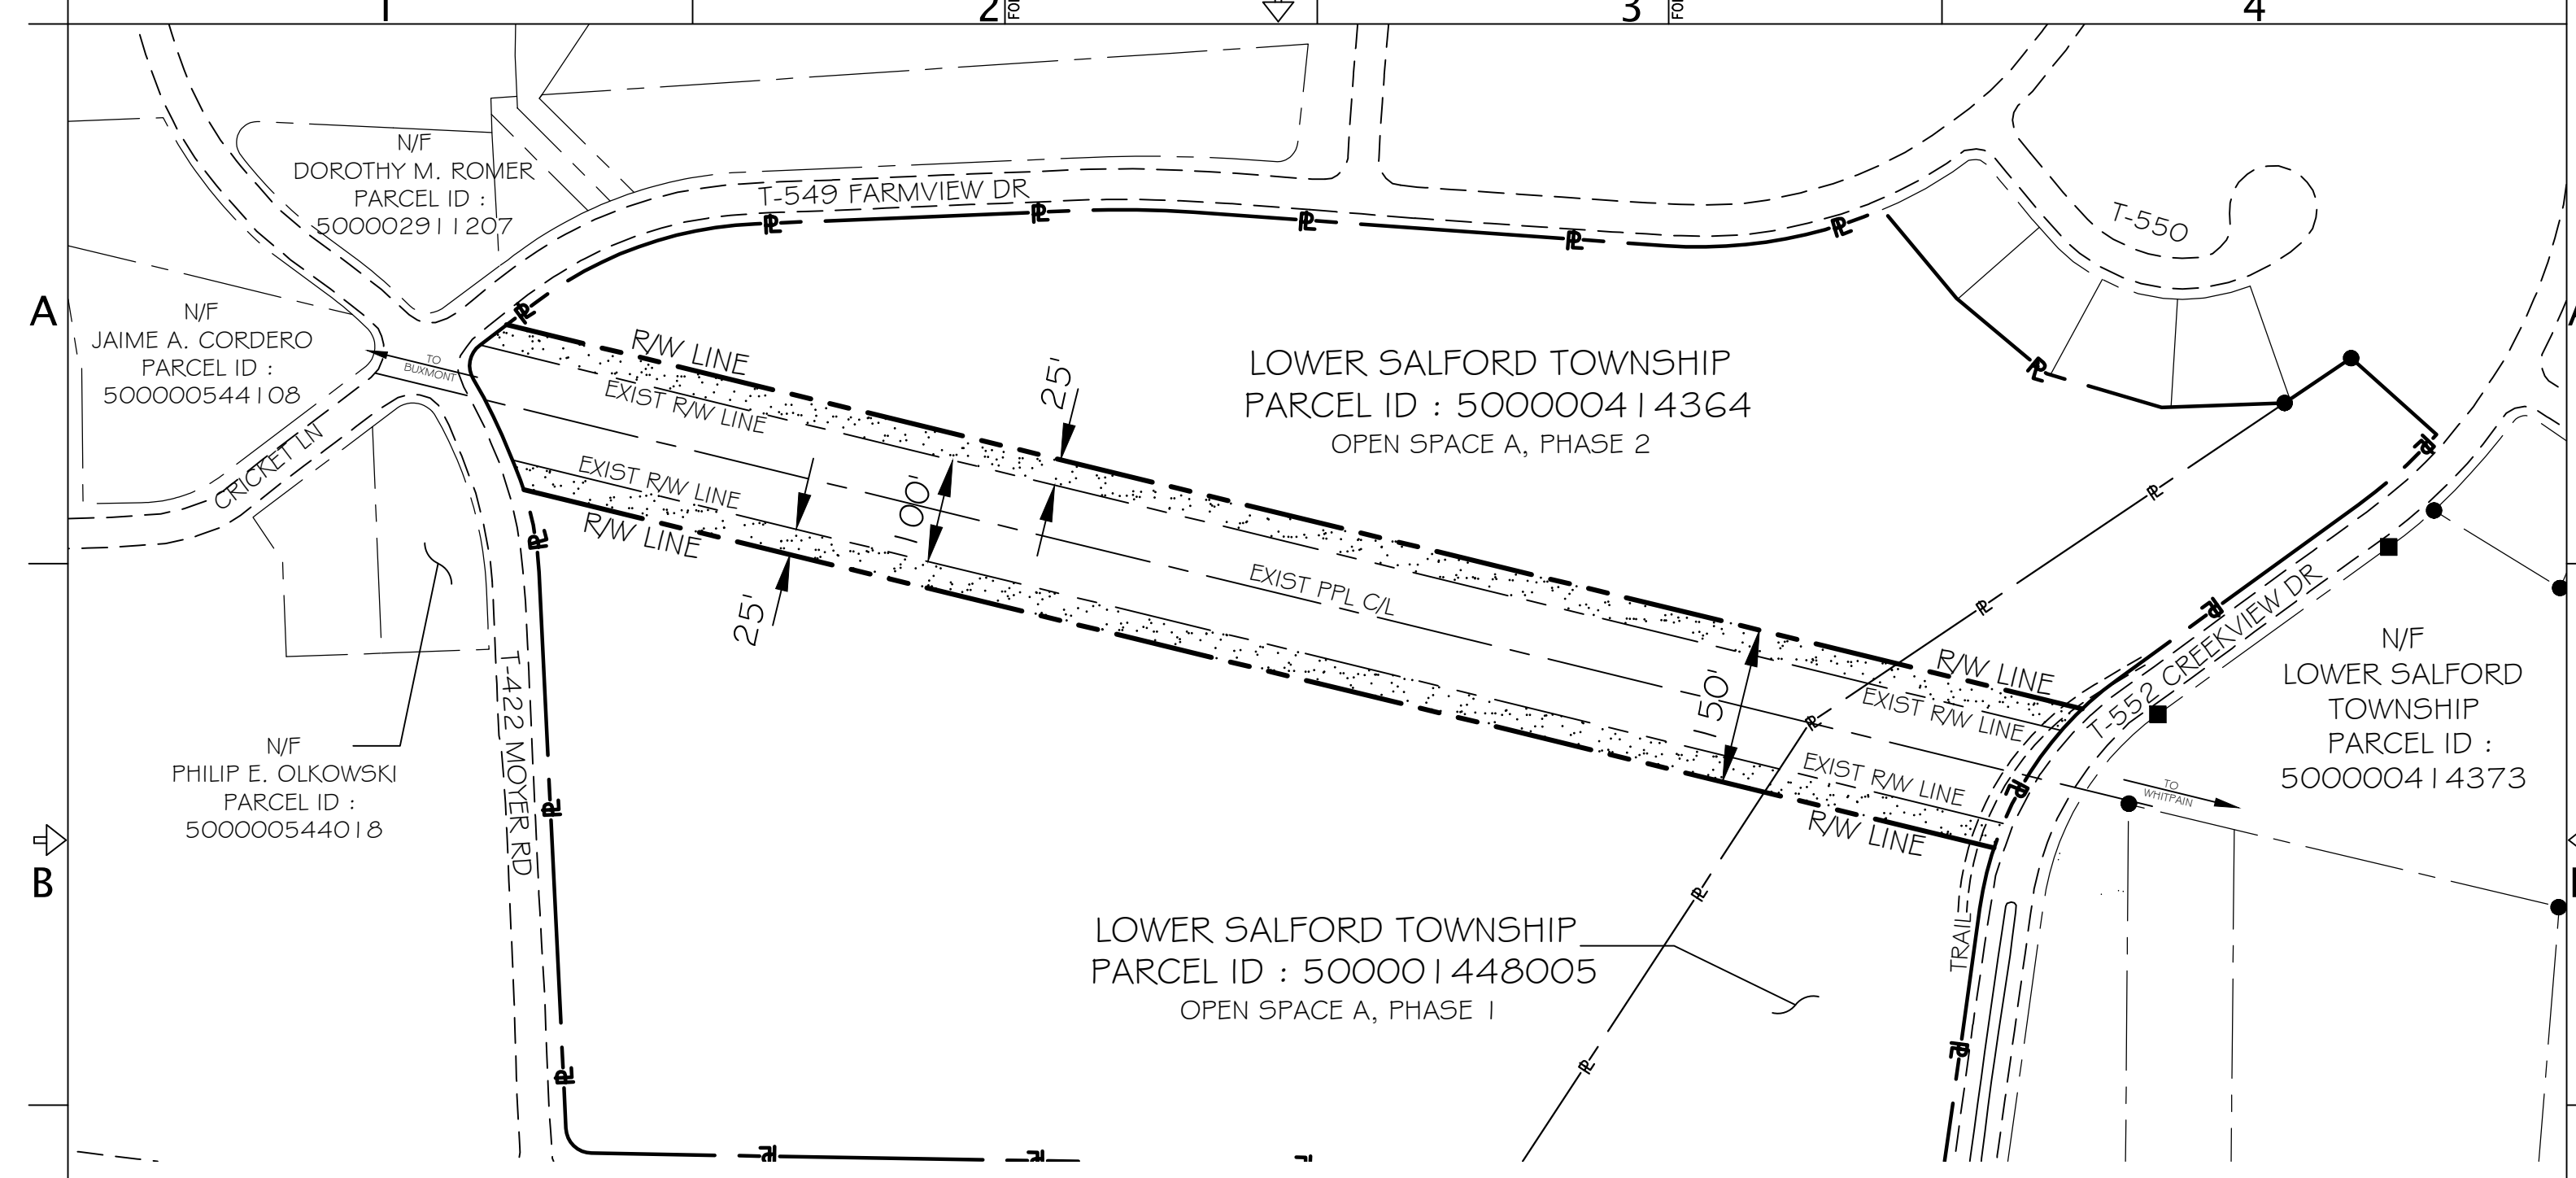 1
2
3
4
N/F
DOROTHY M. ROMER
PARCEL ID :
500002911207
T-549 FARMVIEW DR
T-550
A
N/F
JAIME A. CORDERO
PARCEL ID :
500000544108
TO
BUXMONT
R/W LINE
EXIST R/W LINE
25'
LOWER SALFORD TOWNSHIP
PARCEL ID : 500000414364
OPEN SPACE A, PHASE 2
CRICKET LN
EXIST R/W LINE
R/W LINE
100'
25'
EXIST PPL C/L
150'
R/W LINE
EXIST R/W LINE
EXIST R/W LINE
R/W LINE
T-552 CREEKVIEW DR
N/F
LOWER SALFORD
TOWNSHIP
PARCEL ID :
500000414373
TO
WHITPAIN
T-422 MOYER RD
N/F
PHILIP E. OLKOWSKI
PARCEL ID :
500000544018
B
LOWER SALFORD TOWNSHIP
PARCEL ID : 500001448005
OPEN SPACE A, PHASE 1
TRAIL